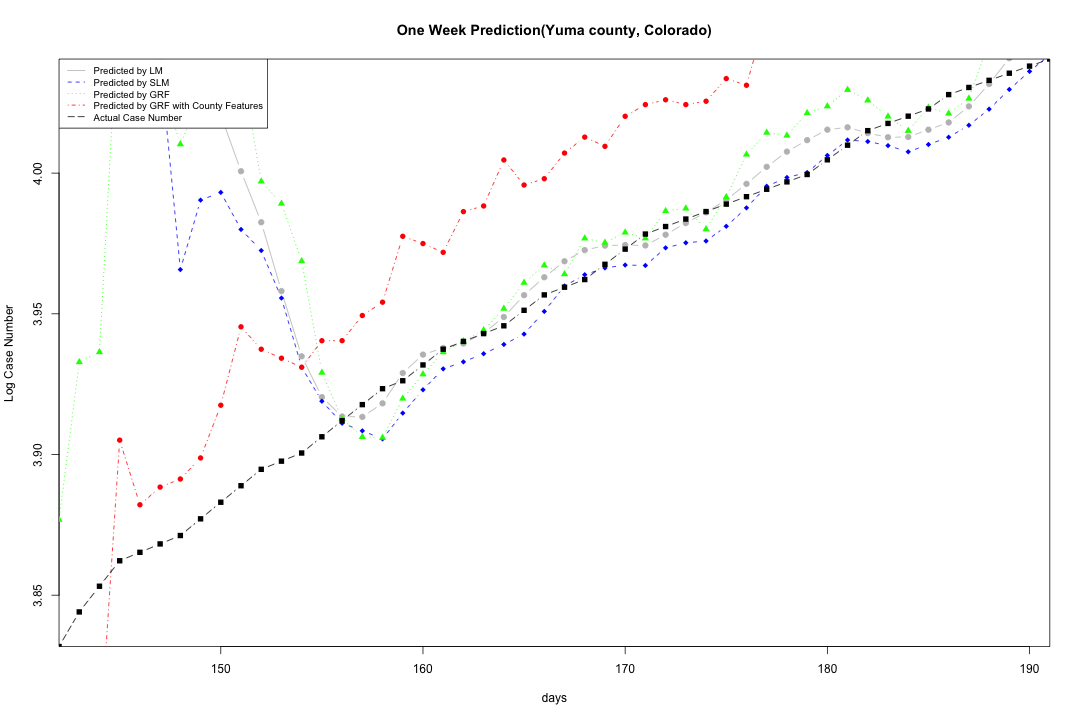 One Week Prediction(Yuma county, Colorado)
Predicted by LM
Predicted by SLM
Predicted by GRF
Predicted by GRF with County Features
Actual Case Number
Log Case Number
4.00
3.95
3.90
3.85
150 160 170 180 190
days